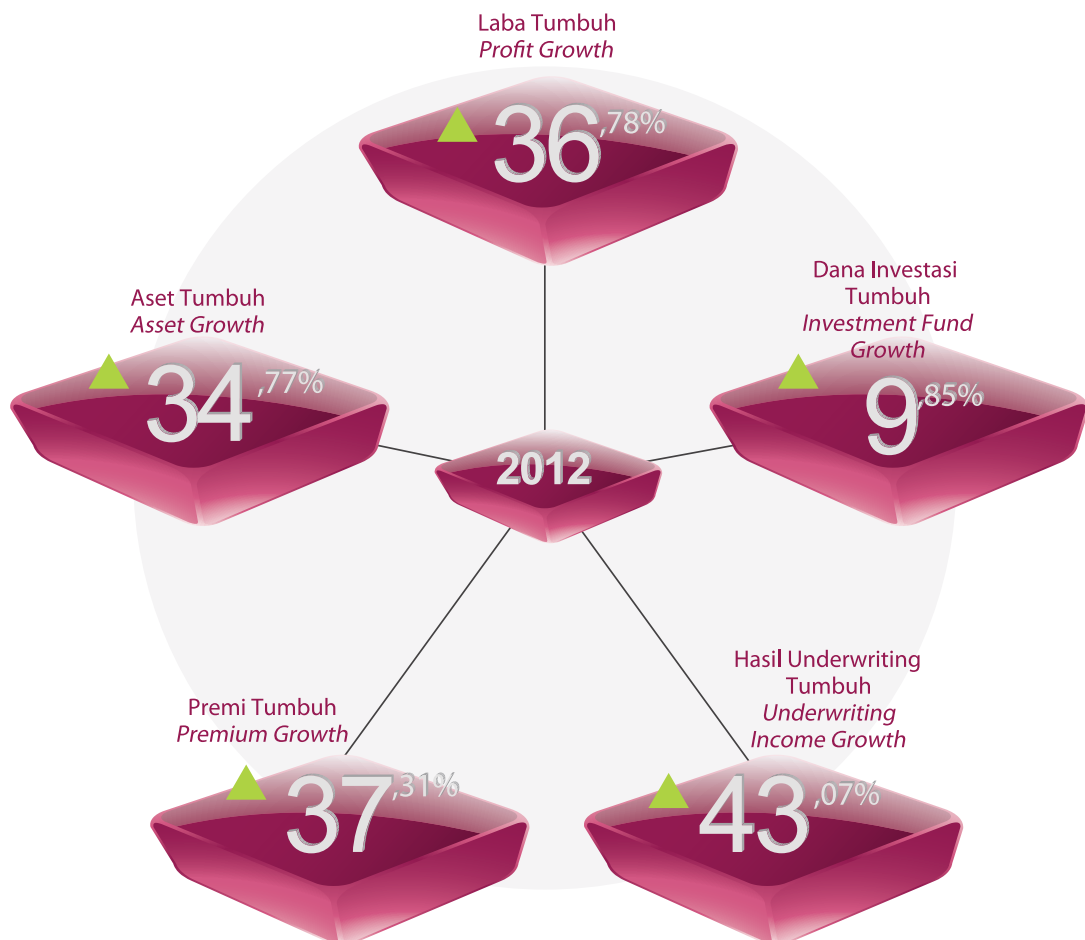 Laba Tumbuh
Profit Growth
36,78%
Aset Tumbuh
Asset Growth
34,77%
Dana Investasi
Tumbuh
Investment Fund
Growth
9,85%
2012
Premi Tumbuh
Premium Growth
37,31%
Hasil Underwriting
Tumbuh
Underwriting
Income Growth
43,07%